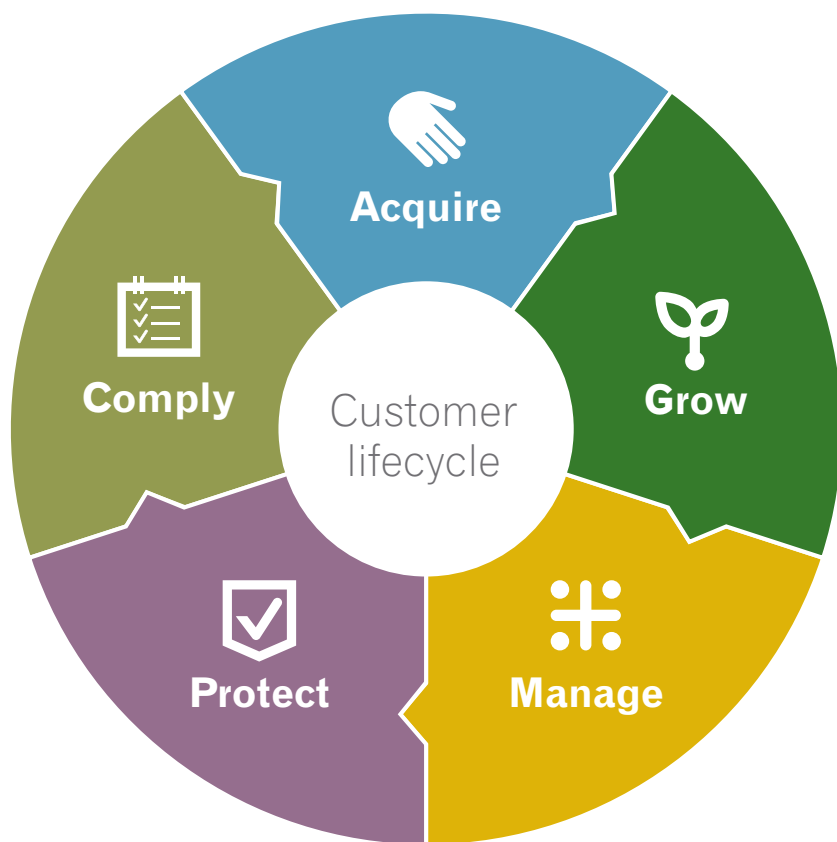 Acquire
Grow
Manage
Protect
Comply
Customer
lifecycle